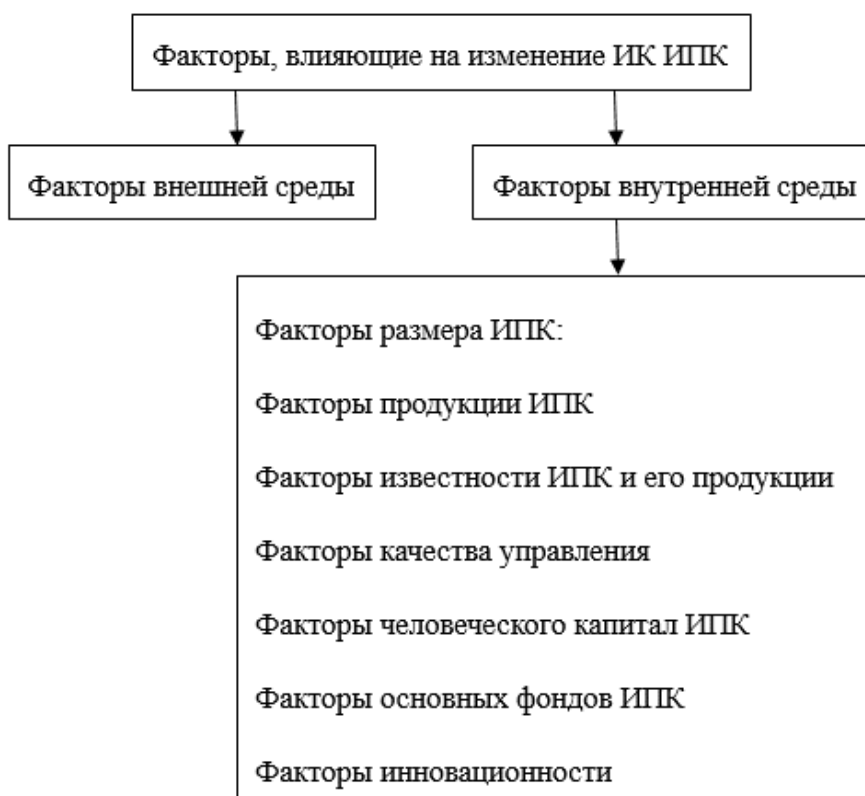 Факторы, влияющие на изменение ИК ИПК
Факторы внешней среды
Факторы внутренней среды
Факторы размера ИПК:
Факторы продукции ИПК
Факторы известности ИПК и его продукции
Факторы качества управления
Факторы человеческого капитал ИПК
Факторы основных фондов ИПК
Факторы инновационности